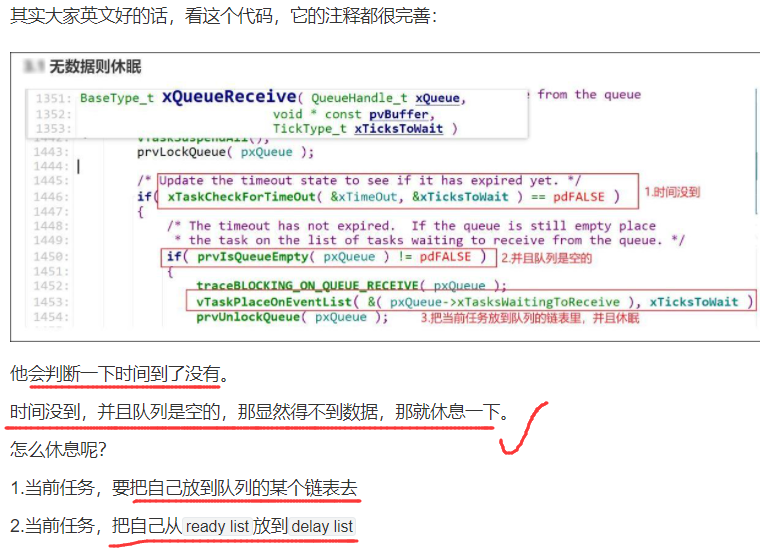 其实大家英文好的话，看这个代码，它的注释都很完善：
无数据则休眠
1351: BaseType_t xQueueReceive( QueueHandle_t xQueue, e from the queue
1352: void * const pvBuffer,
1353: TickType_t xTicksToWait )
1443: prvLockQueue( pxQueue );
1444:
1445: /* Update the timeout state to see if it has expired yet. */
1446: if( xTaskCheckForTimeOut( &xTimeOut, &xTicksToWait ) == pdFALSE ) 1.时间没到
1447: {
1448: /* The timeout has not expired. If the queue is still empty place
1449: * the task on the list of tasks waiting to receive from the queue. */
1450: if( prvIsQueueEmpty( pxQueue ) != pdFALSE ) 2.并且队列是空的
1451: {
1452: traceBLOCKING_ON_QUEUE_RECEIVE( pxQueue );
1453: vTaskPlaceOnEventList( &( pxQueue->xTasksWaitingToReceive ), xTicksToWait )
1454: prvUnlockQueue( pxQueue ); 3.把当前任务放到队列的链表里，并且休眠
他会判断一下时间到了没有。
时间没到，并且队列是空的，那显然得不到数据，那就休息一下。
怎么休息呢？
1.当前任务，要把自己放到队列的某个链表去
2.当前任务，把自己从 ready list 放到 delay list